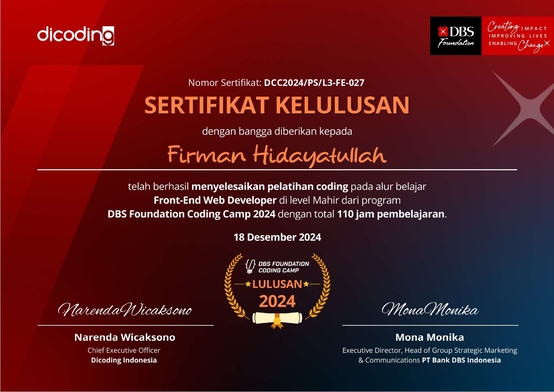 dicoding
DBS
Foundation
Creating IMPACT
IMPROVING LIVES
ENABLING Change
Nomor Sertifikat: DCC2024/PS/L3-FE-027
SERTIFIKAT KELULUSAN
dengan bangga diberikan kepada
Firman Hidayatullah
telah berhasil menyelesaikan pelatihan coding pada alur belajar
Front-End Web Developer di level Mahir dari program
DBS Foundation Coding Camp 2024 dengan total 110 jam pembelajaran.
18 Desember 2024
DBS FOUNDATION
CODING CAMP
LULUSAN
2024
NarendaWicaksono
Narenda Wicaksono
Chief Executive Officer
Dicoding Indonesia
MonaMonika
Mona Monika
Executive Director, Head of Group Strategic Marketing
& Communications PT Bank DBS Indonesia